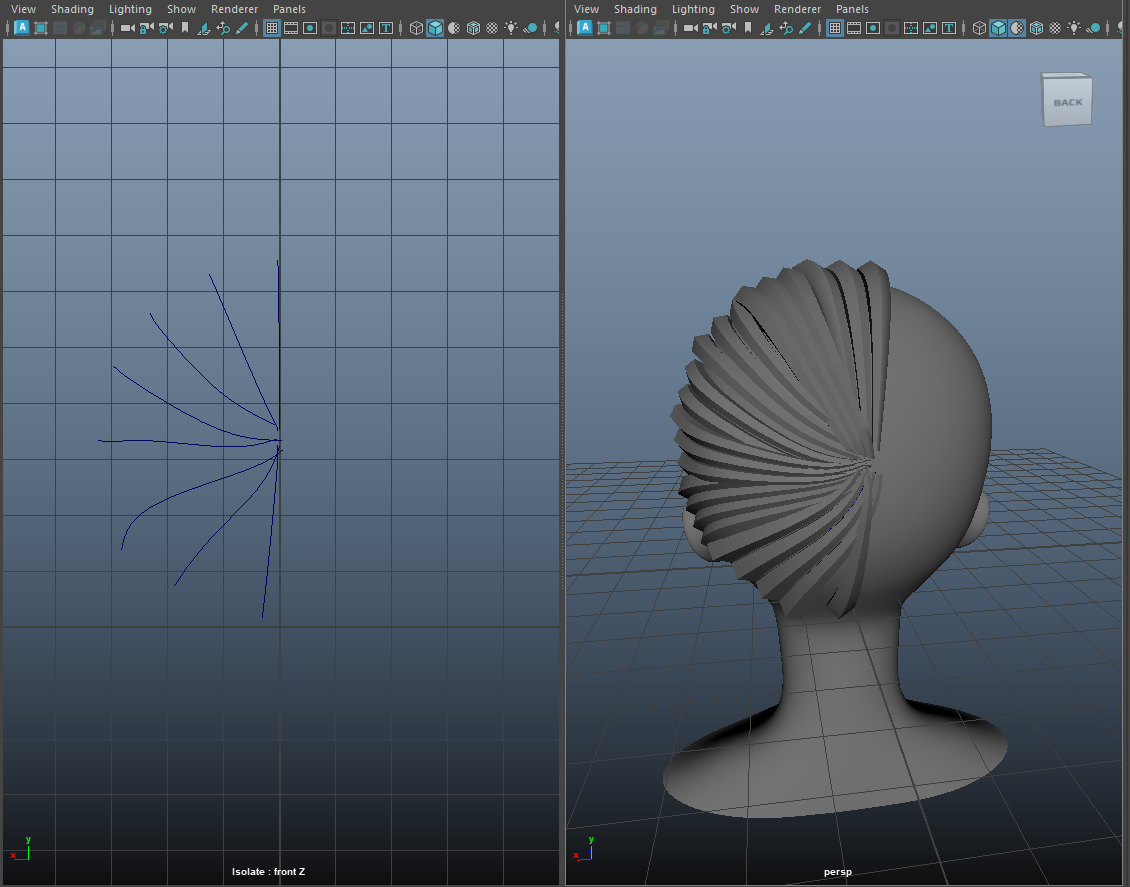 View Shading Lighting Show Renderer Panels
View Shading Lighting Show Renderer Panels
A T
A T
BACK
y
x
Isolate : front Z
y
x
persp